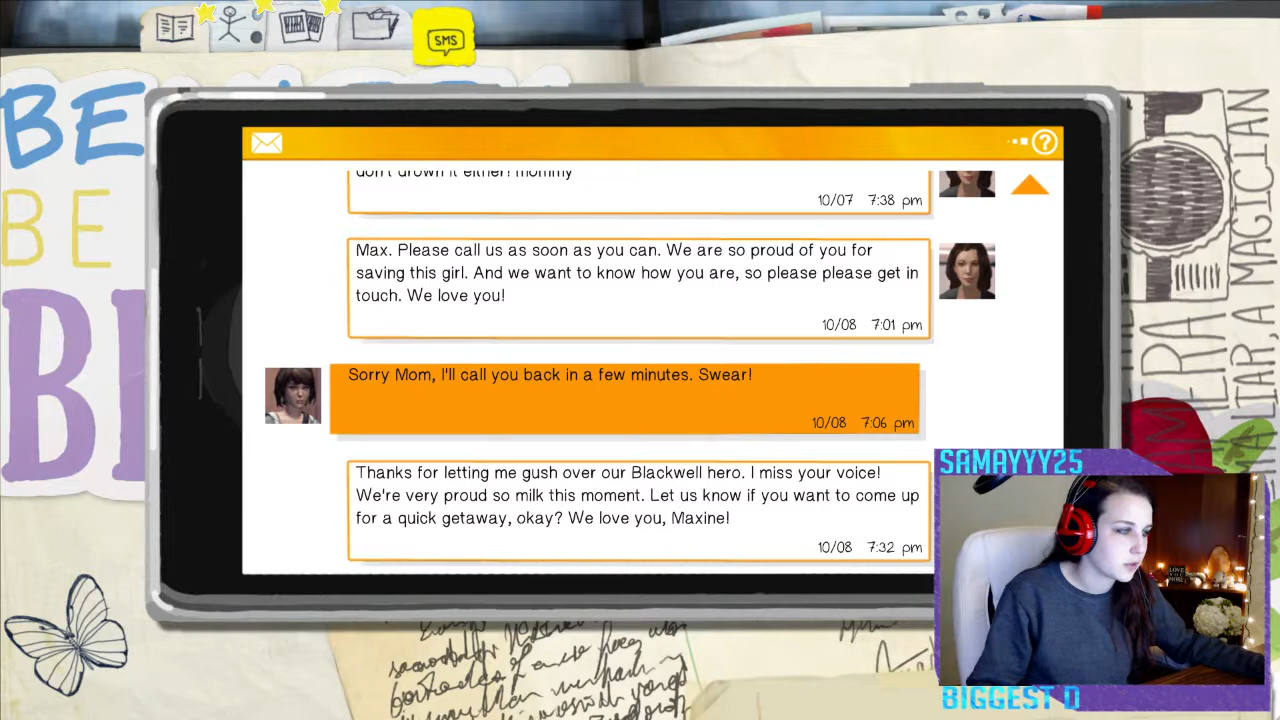 SMS
BE
BE
don't drown it either! mommy
10/07 7:38 pm
Max. Please call us as soon as you can. We are so proud of you for
saving this girl. And we want to know how you are, so please please get in
touch. We love you!
10/08 7:01 pm
Sorry Mom, I'll call you back in a few minutes. Swear!
10/08 7:06 pm
Thanks for letting me gush over our Blackwell hero. I miss your voice!
We're very proud so milk this moment. Let us know if you want to come up
for a quick getaway, okay? We love you, Maxine!
10/08 7:32 pm
A MAGICIAN
SAMAYYY25
LOVE
YOU
MORE
BIGGEST D